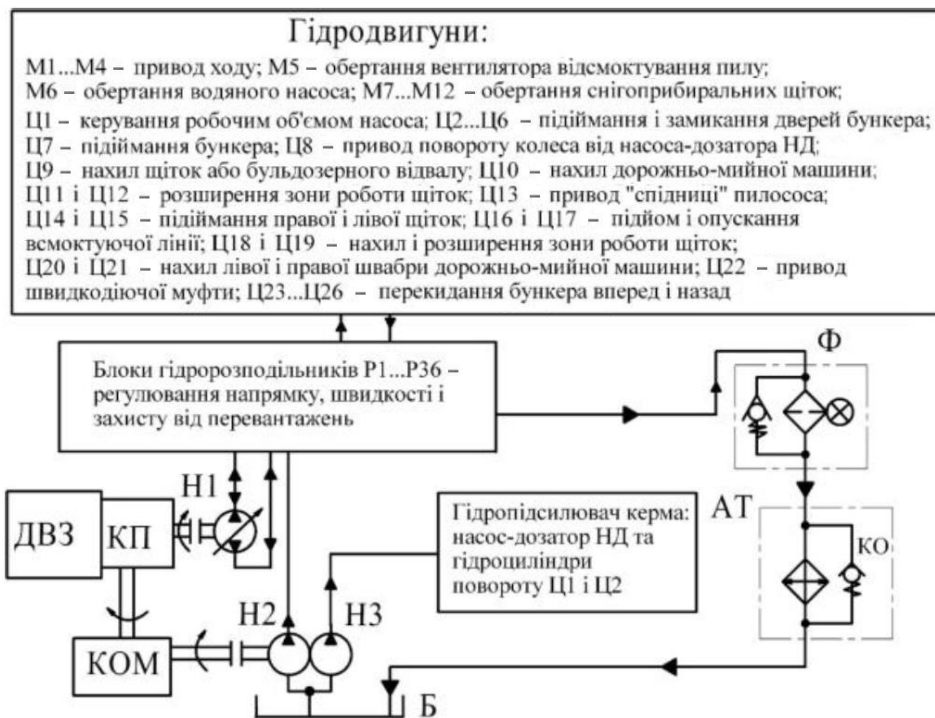 Гідродвигуни:
М1...М4 – привод ходу; М5 – обертання вентилятора відсмоктування пилу;
М6 – обертання водяного насоса; М7...М12 – обертання снігоприбиральних щіток;
Ц1 – керування робочим об'ємом насоса; Ц2...Ц6 – підіймання і замикання дверей бункера;
Ц7 – підіймання бункера; Ц8 – привод повороту колеса від насоса-дозатора НД;
Ц9 – нахил щіток або бульдозерного відвалу; Ц10 – нахил дорожньо-мийної машини;
Ц11 і Ц12 – розширення зони роботи щіток; Ц13 – привод "спідниці" пилососа;
Ц14 і Ц15 – підіймання правої і лівої щіток; Ц16 і Ц17 – підйом і опускання
всмоктуючої лінії; Ц18 і Ц19 – нахил і розширення зони роботи щіток;
Ц20 і Ц21 – нахил лівої і правої швабри дорожньо-мийної машини; Ц22 – привод
швидкодіючої муфти; Ц23...Ц26 – перекидання бункера вперед і назад
Блоки гідророзподільників Р1...Р36 –
регулювання напрямку, швидкості і
захисту від перевантажень
Ф
Н1
ДВЗ
КП
Гідропідсилювач керма:
насос-дозатор НД та
гідроциліндри
повороту Ц1 і Ц2
АТ
КО
Н2
Н3
КОМ
Б